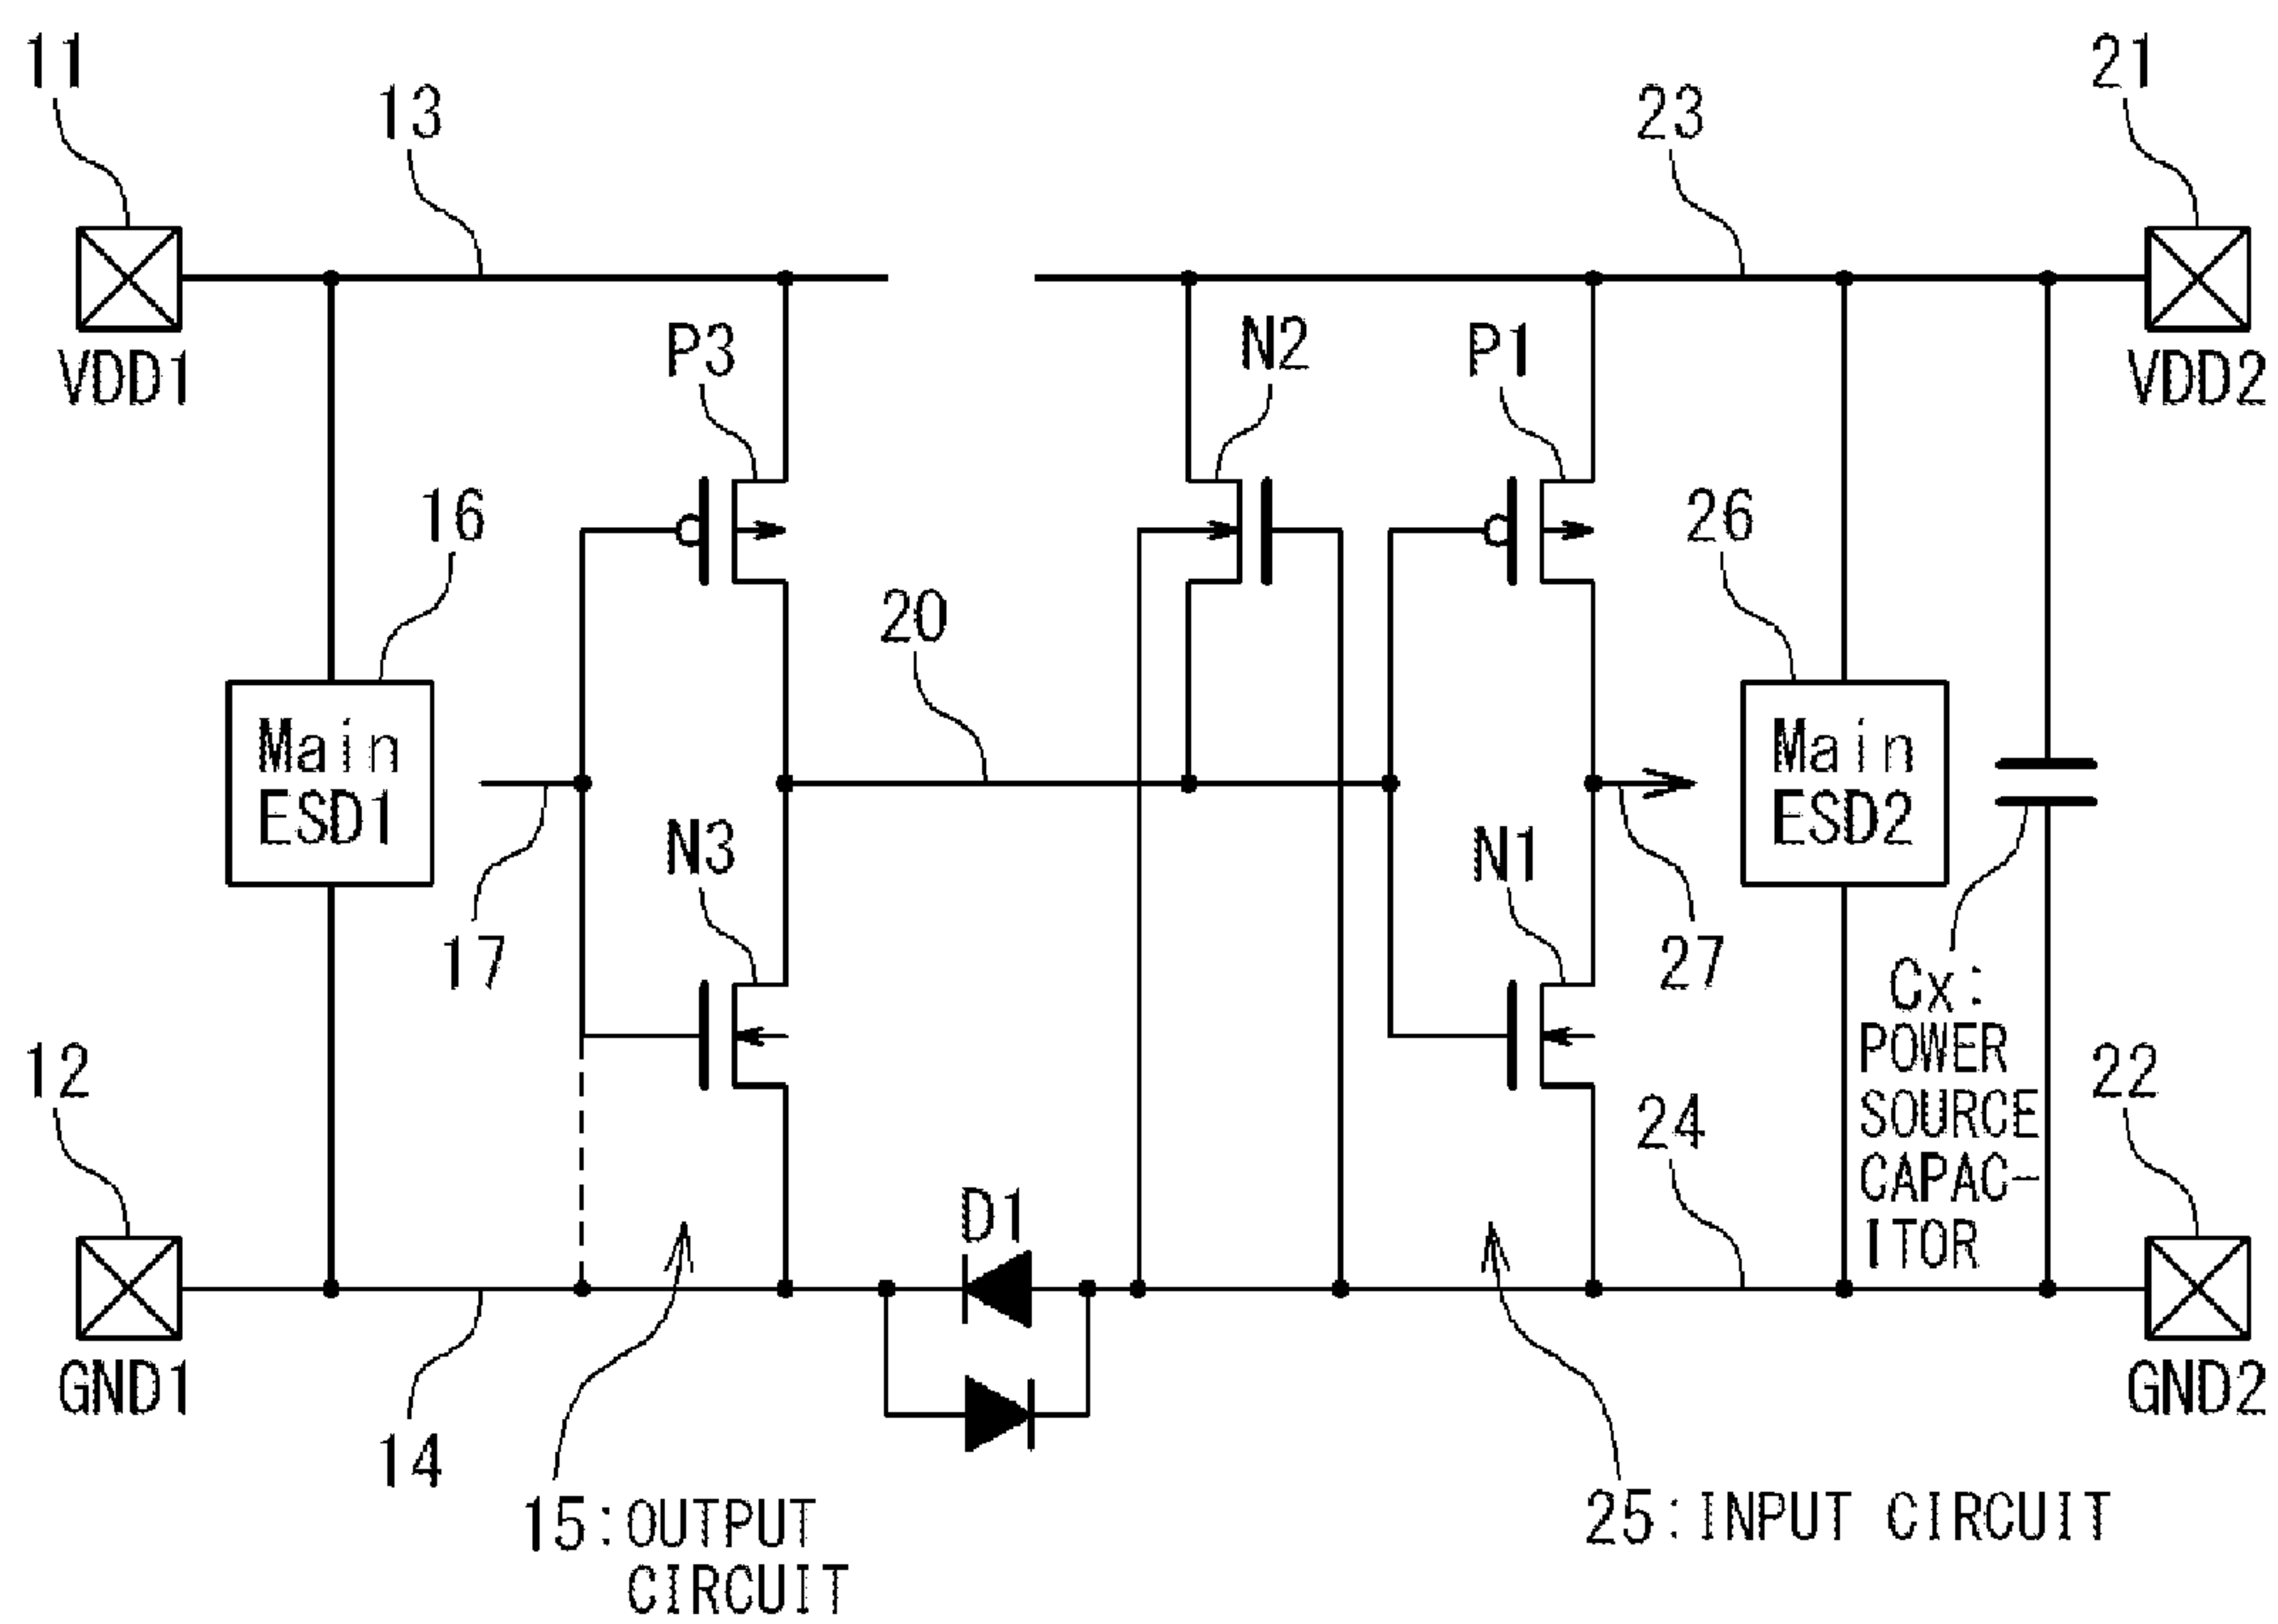 11
13
23
21
VDD1
P3
N2
P1
VDD2
16
26
20
Main
ESD1
Main
ESD2
N3
N1
17
27
Cx:
POWER
SOURCE
CAPAC-
ITOR
12
24
22
D1
GND1
GND2
14
15:OUTPUT
CIRCUIT
25:INPUT CIRCUIT